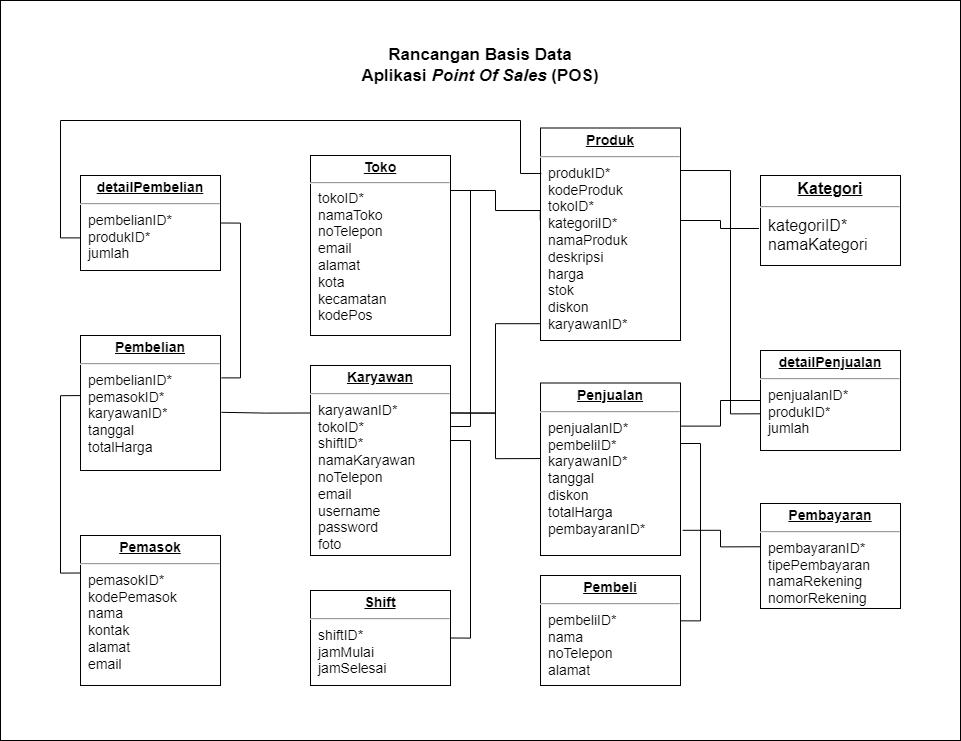 Rancangan Basis Data
Aplikasi Point Of Sales (POS)
detailPembelian
pembelianID*
produkID*
jumlah
Pembelian
pembelianID*
pemasokID*
karyawanID*
tanggal
totalHarga
Pemasok
pemasokID*
kodePemasok
nama
kontak
alamat
email
Toko
tokoID*
namaToko
noTelepon
email
alamat
kota
kecamatan
kodePos
Karyawan
karyawanID*
tokoID*
shiftID*
namaKaryawan
noTelepon
email
username
password
foto
Shift
shiftID*
jamMulai
jamSelesai
Produk
produkID*
kodeProduk
tokoID*
kategoriID*
namaProduk
deskripsi
harga
stok
diskon
karyawanID*
Penjualan
penjualanID*
pembeliID*
karyawanID*
tanggal
diskon
totalHarga
pembayaranID*
Pembeli
pembeliID*
nama
noTelepon
alamat
Kategori
kategoriID*
namaKategori
detailPenjualan
penjualanID*
produkID*
jumlah
Pembayaran
pembayaranID*
tipePembayaran
namaRekening
nomorRekening